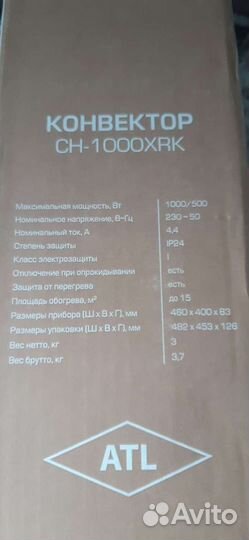 КОНВЕКТОР
CH-1000XRK
Максимальная мощность, Вт 1000/500
Номинальное напряжение, В~Гц 230~50
Номинальный ток, А 4,4
Степень защиты IP24
Класс электрозащиты I
Отключение при опрокидывании есть
Защита от перегрева есть
Площадь обогрева, м² до 15
Размеры прибора (Ш х В х Г), мм 460 х 400 х 83
Размеры упаковки (Ш х В х Г), мм 482 х 453 х 126
Вес нетто, кг 3
Вес брутто, кг 3,7
ATL
Avito